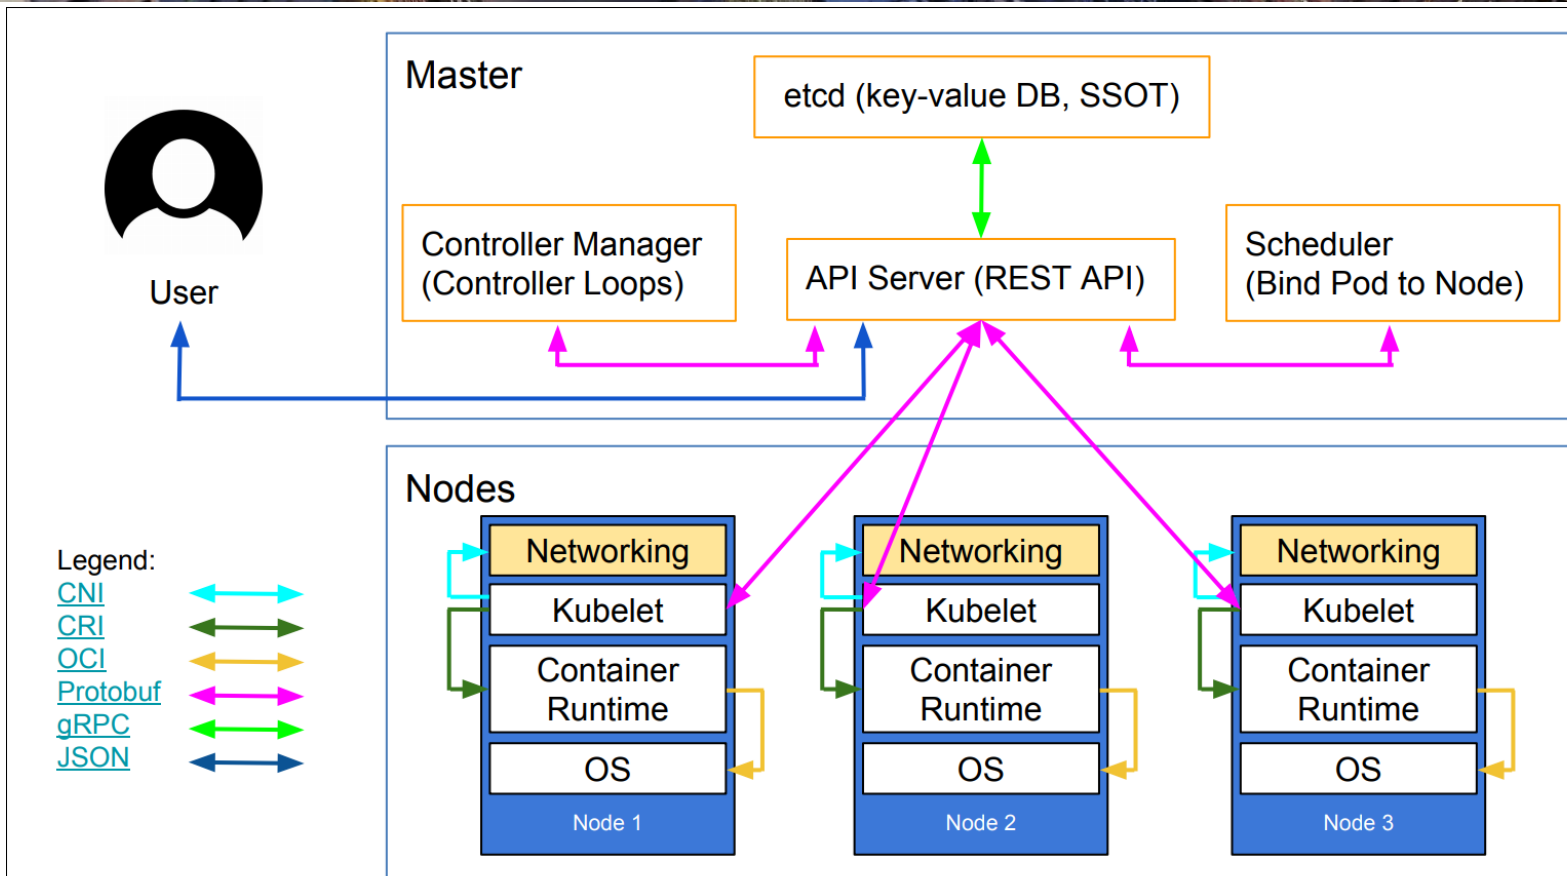 Master
etcd (key-value DB, SSOT)
Controller Manager
(Controller Loops)
API Server (REST API)
Scheduler
(Bind Pod to Node)
User
Nodes
Networking
Kubelet
Container
Runtime
OS
Node 1
Networking
Kubelet
Container
Runtime
OS
Node 2
Networking
Kubelet
Container
Runtime
OS
Node 3
Legend:
CNI
CRI
OCI
Protobuf
gRPC
JSON